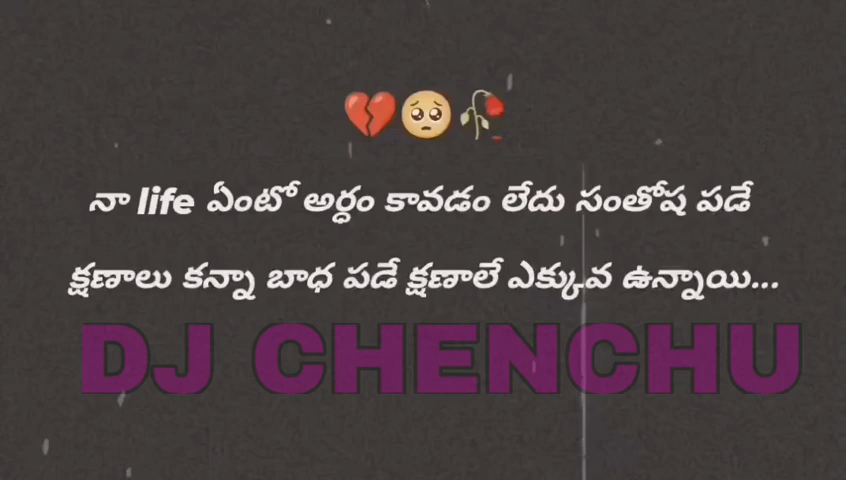 💔🥺🥀
నా life ఏంటో అర్ధం కావడం లేదు సంతోష పడే
క్షణాలు కన్నా బాధ పడే క్షణాలే ఎక్కువ ఉన్నాయి...
DJ CHENCHU